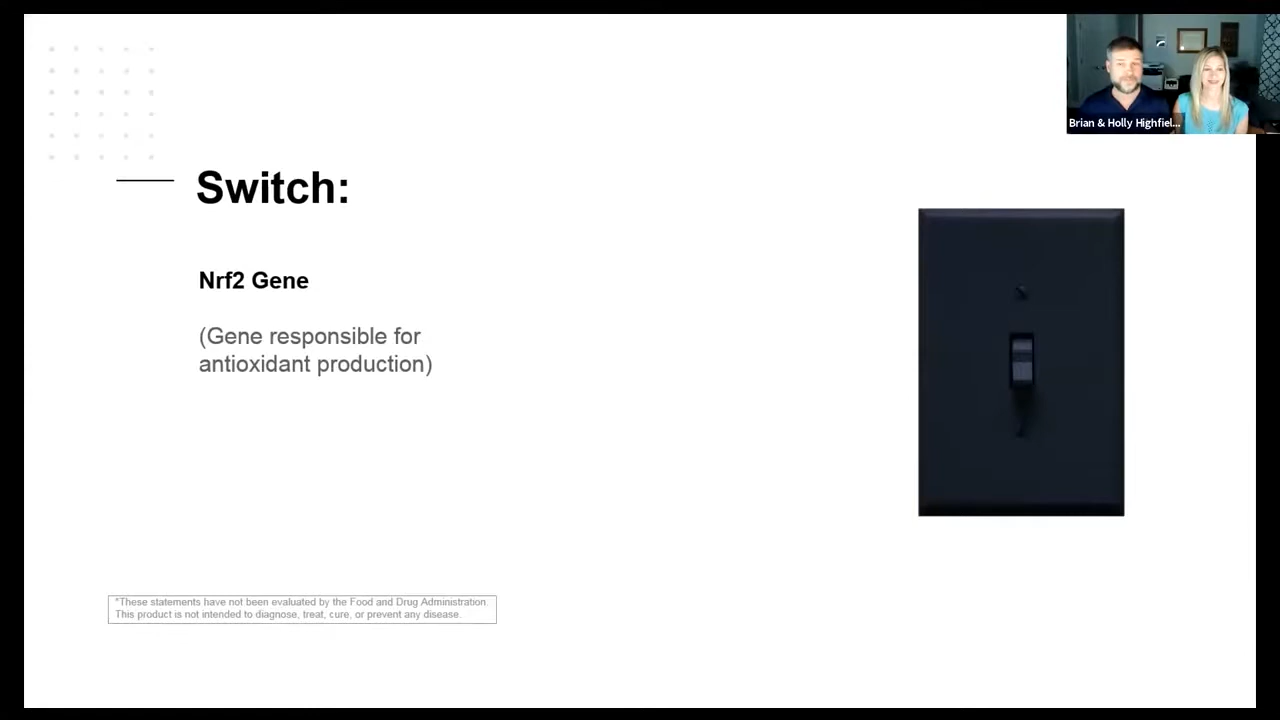 Brian & Holly Highfiel...
Switch:
Nrf2 Gene
(Gene responsible for
antioxidant production)
*These statements have not been evaluated by the Food and Drug Administration.
This product is not intended to diagnose, treat, cure, or prevent any disease.